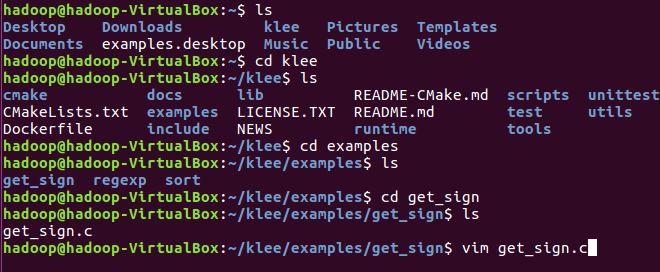 hadoop@hadoop-VirtualBox:~$ ls
Desktop Downloads klee Pictures Templates
Documents examples.desktop Music Public Videos
hadoop@hadoop-VirtualBox:~$ cd klee
hadoop@hadoop-VirtualBox:~/klee$ ls
cmake docs lib README-CMake.md scripts unittest
CMakeLists.txt examples LICENSE.TXT README.md test utils
Dockerfile include NEWS runtime tools
hadoop@hadoop-VirtualBox:~/klee$ cd examples
hadoop@hadoop-VirtualBox:~/klee/examples$ ls
get_sign regexp sort
hadoop@hadoop-VirtualBox:~/klee/examples$ cd get_sign
hadoop@hadoop-VirtualBox:~/klee/examples/get_sign$ ls
get_sign.c
hadoop@hadoop-VirtualBox:~/klee/examples/get_sign$ vim get_sign.c